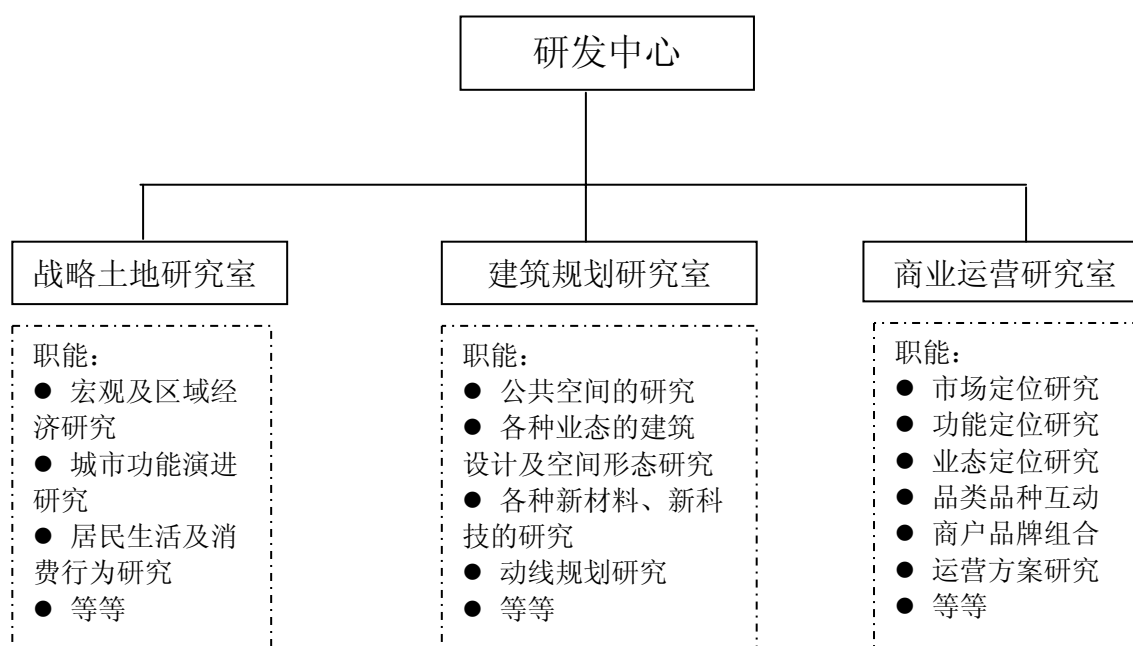 研发中心
战略土地研究室
建筑规划研究室
商业运营研究室
职能：
● 宏观及区域经
济研究
● 城市功能演进
研究
● 居民生活及消
费行为研究
● 等等
职能：
● 公共空间的研究
● 各种业态的建筑
设计及空间形态研究
● 各种新材料、新科
技的研究
● 动线规划研究
● 等等
职能：
● 市场定位研究
● 功能定位研究
● 业态定位研究
● 品类品种互动
● 商户品牌组合
● 运营方案研究
● 等等